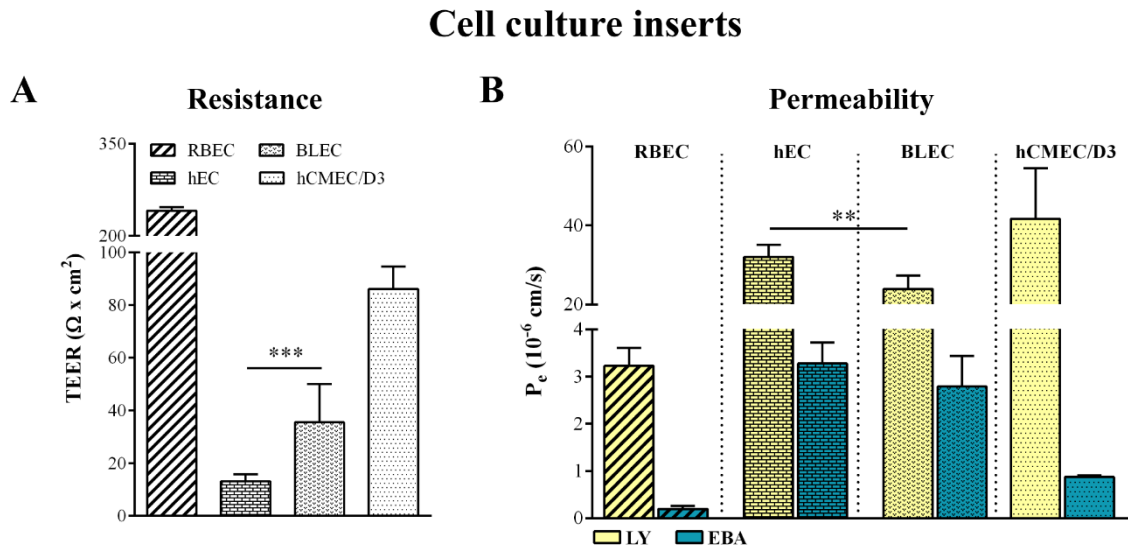 Cell culture inserts
A
Resistance
TEER (Ω x cm²)
350
200
100
80
60
40
20
0
RBEC
BLEC
hEC
hCMEC/D3
***
B
Permeability
Pₑ (10⁻⁶ cm/s)
60
40
20
4
3
2
1
0
RBEC
hEC
BLEC
hCMEC/D3
**
LY
EBA